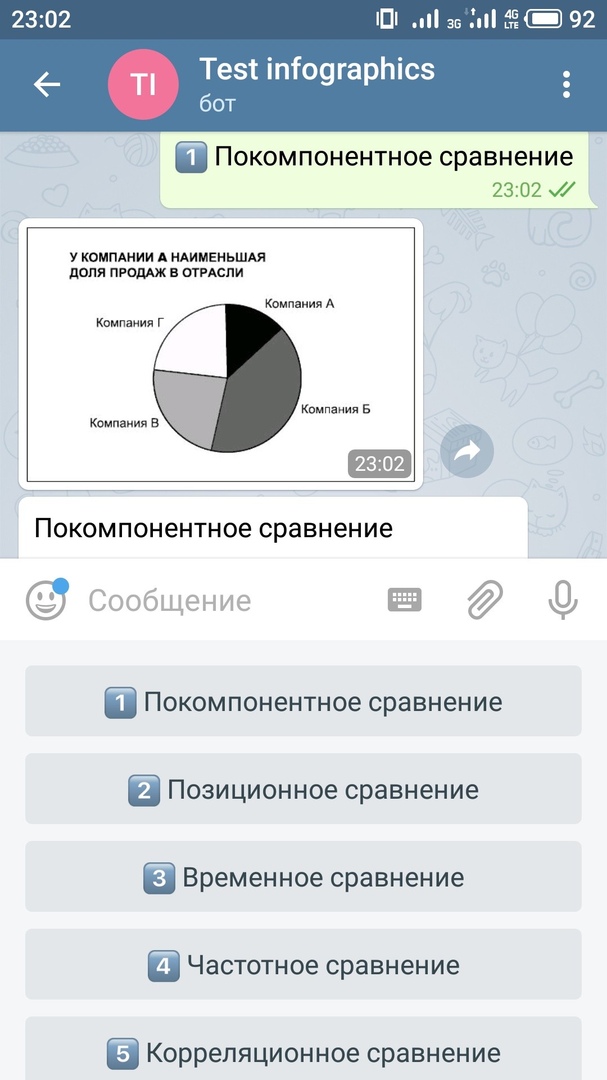 23:02
3G
4G
LTE
92
TI
Test infographics
бот
1 Покомпонентное сравнение
23:02
У КОМПАНИИ А НАИМЕНЬШАЯ
ДОЛЯ ПРОДАЖ В ОТРАСЛИ
Компания А
Компания Г
Компания Б
Компания В
23:02
Покомпонентное сравнение
Сообщение
1 Покомпонентное сравнение
2 Позиционное сравнение
3 Временное сравнение
4 Частотное сравнение
5 Корреляционное сравнение